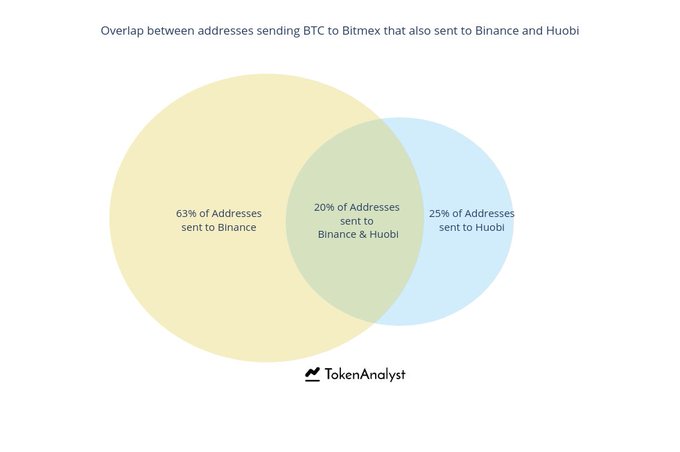 Overlap between addresses sending BTC to Bitmex that also sent to Binance and Huobi
63% of Addresses
sent to Binance
20% of Addresses
sent to
Binance & Huobi
25% of Addresses
sent to Huobi
TokenAnalyst